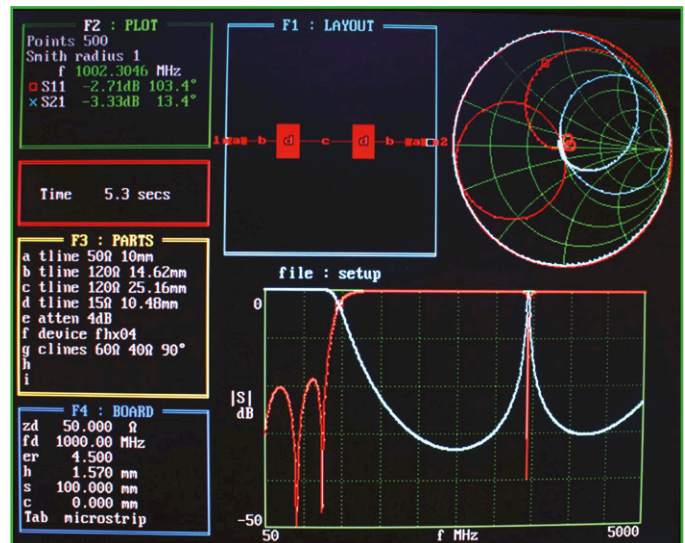 F2 : PLOT
Points 500
Smith radius 1
f 1002.3046 MHz
S11 -2.71dB 103.4°
S21 -3.33dB 13.4°
Time 5.3 secs
F3 : PARTS
a tline 50Ω 10mm
b tline 120Ω 14.62mm
c tline 120Ω 25.16mm
d tline 15Ω 10.48mm
e atten 4dB
f device fhx04
g clines 60Ω 40Ω 90°
h
i
F4 : BOARD
zd 50.000 Ω
fd 1000.00 MHz
er 4.500
h 1.570 mm
s 100.000 mm
c 0.000 mm
Tab microstrip
F1 : LAYOUT
1 a b d c d b a 2
file : setup
0
|S|
dB
-50
50 f MHz 5000